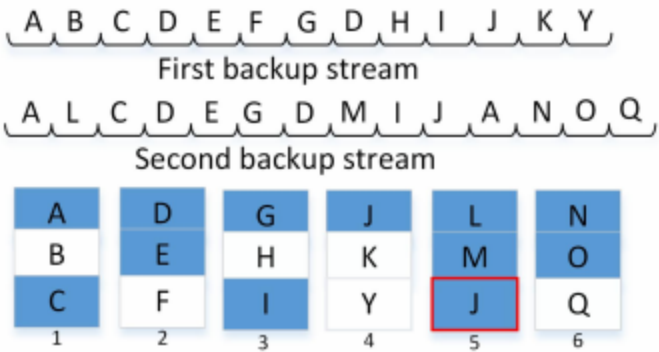 A B C D E F G D H I J K Y
First backup stream
A L C D E G D M I J A N O Q
Second backup stream
A D G J L N
B E H K M O
C F I Y J Q
1 2 3 4 5 6